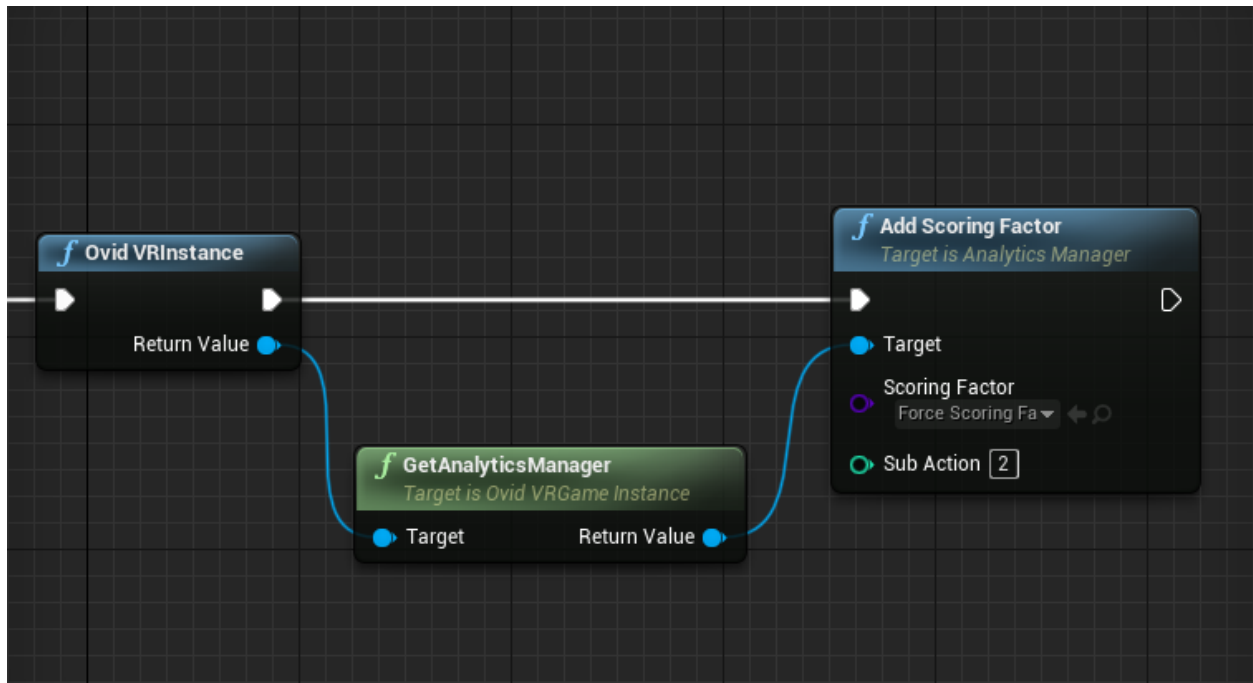 f Ovid VRInstance
Return Value
f GetAnalyticsManager
Target is Ovid VRGame Instance
Target
Return Value
f Add Scoring Factor
Target is Analytics Manager
Target
Scoring Factor
Force Scoring Fa
Sub Action 2